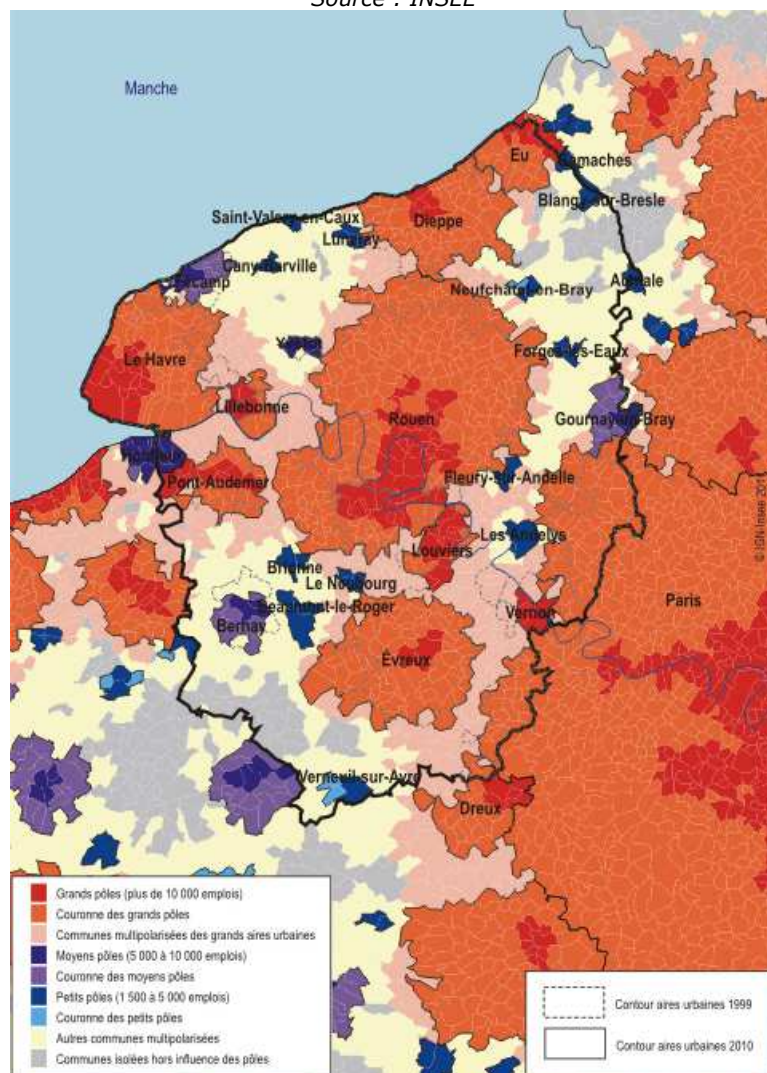 Source : INSEE
Manche
Eu
Gamaches
Blangy-sur-Bresle
Dieppe
Saint-Valery-en-Caux
Luneray
Cany-Barville
Fécamp
Neufchâtel-en-Bray
Aumale
Yvetot
Forges-les-Eaux
Le Havre
Lillebonne
Rouen
Gournay-en-Bray
Honfleur
Pont-Audemer
Fleury-sur-Andelle
Les Andelys
Louviers
Brionne
Le Neubourg
Beaumont-le-Roger
Bernay
Vernon
Paris
Évreux
Verneuil-sur-Avre
Dreux
Grands pôles (plus de 10 000 emplois)
Couronne des grands pôles
Communes multipolarisées des grands aires urbaines
Moyens pôles (5 000 à 10 000 emplois)
Couronne des moyens pôles
Petits pôles (1 500 à 5 000 emplois)
Couronne des petits pôles
Autres communes multipolarisées
Communes isolées hors influence des pôles
Contour aires urbaines 1999
Contour aires urbaines 2010
© IGN Insee